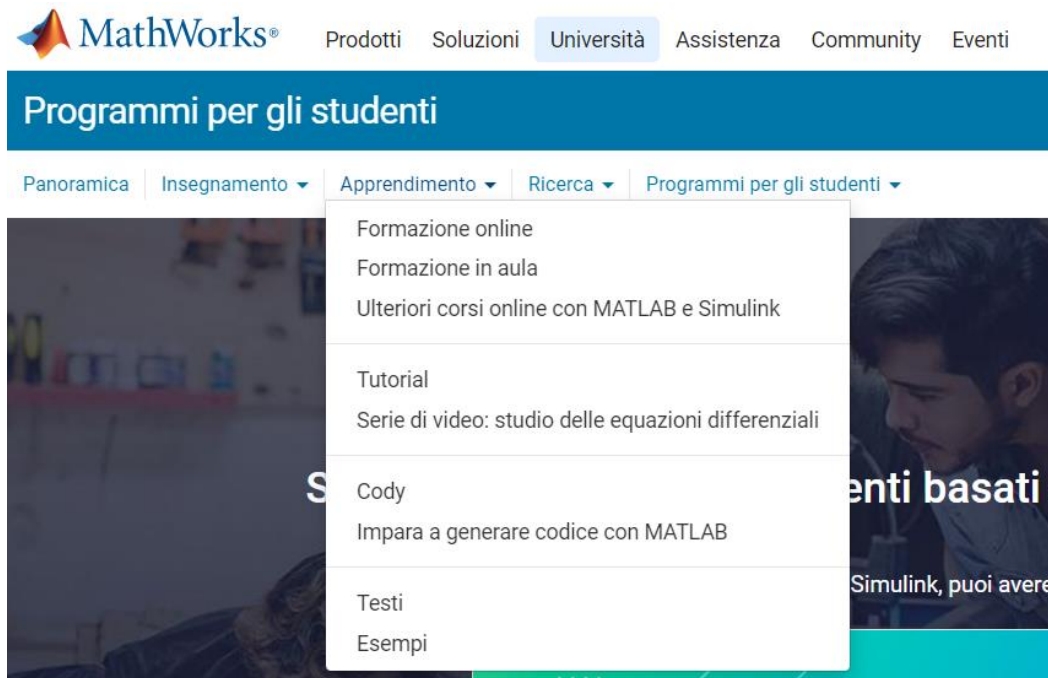 MathWorks®
Prodotti Soluzioni Università Assistenza Community Eventi
Programmi per gli studenti
Panoramica Insegnamento Apprendimento Ricerca Programmi per gli studenti
Formazione online
Formazione in aula
Ulteriori corsi online con MATLAB e Simulink
Tutorial
Serie di video: studio delle equazioni differenziali
Cody
Impara a generare codice con MATLAB
Testi
Esempi
basati
Simulink, puoi avere